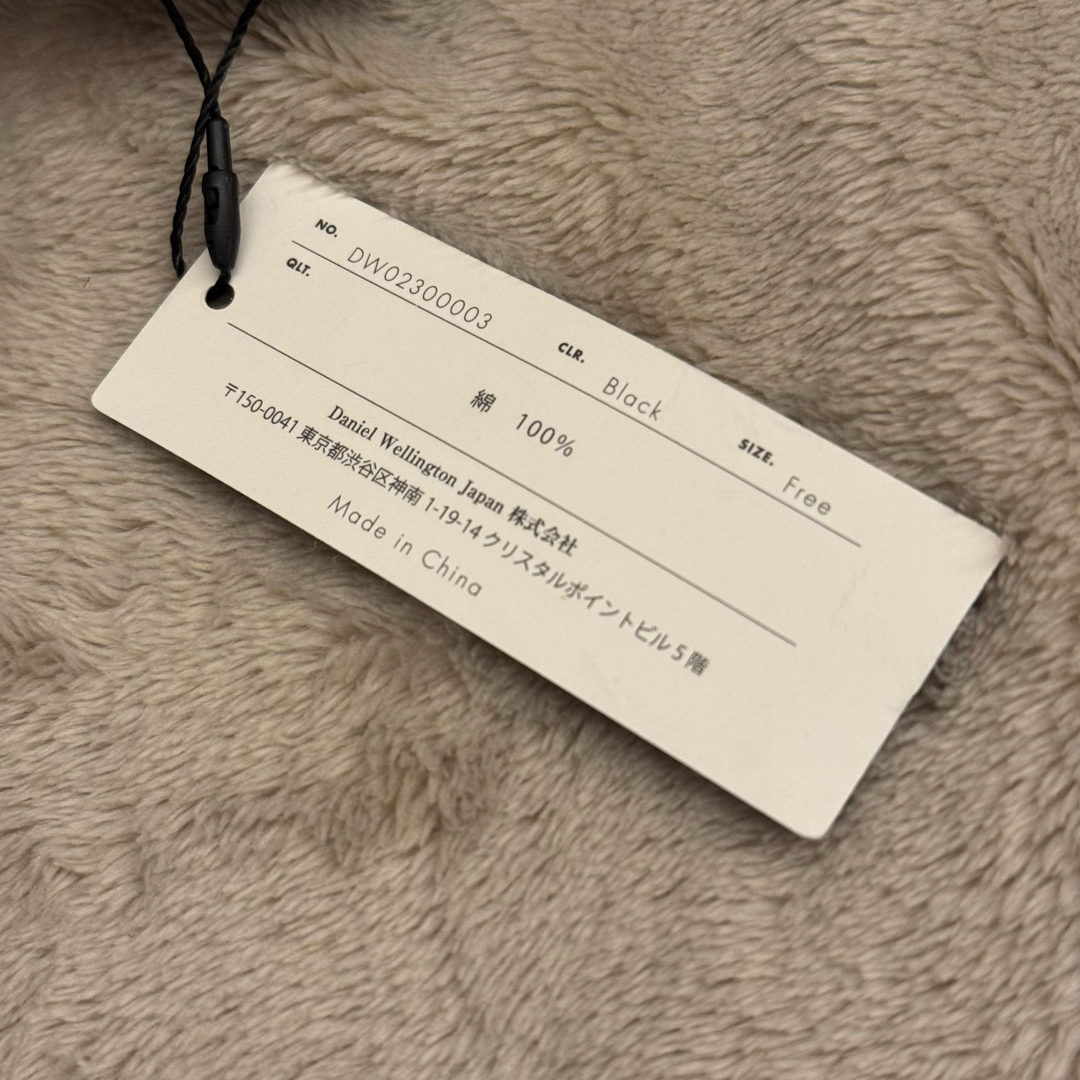 NO. DW02300003 CLR. Black SIZE. Free
QLT.
綿 100%
Daniel Wellington Japan 株式会社
〒150-0041 東京都渋谷区神南 1-19-14 クリスタルポイントビル 5 階
Made in China